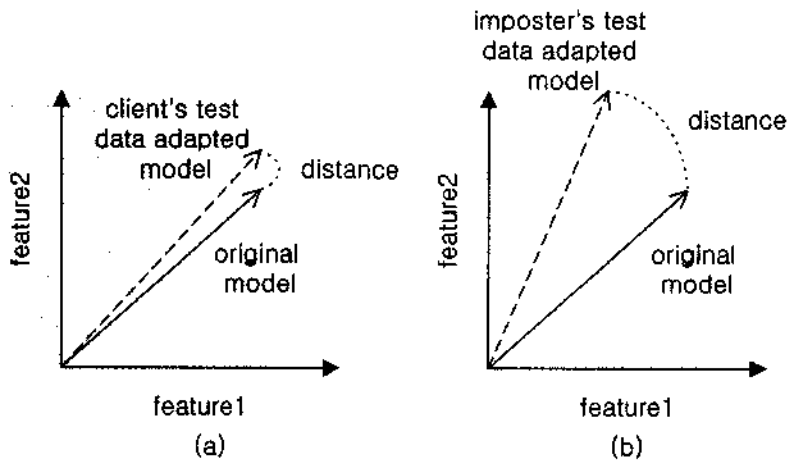 client's test
data adapted
model
distance
original
model
feature2
feature1
(a)
imposter's test
data adapted
model
distance
original
model
feature2
feature1
(b)